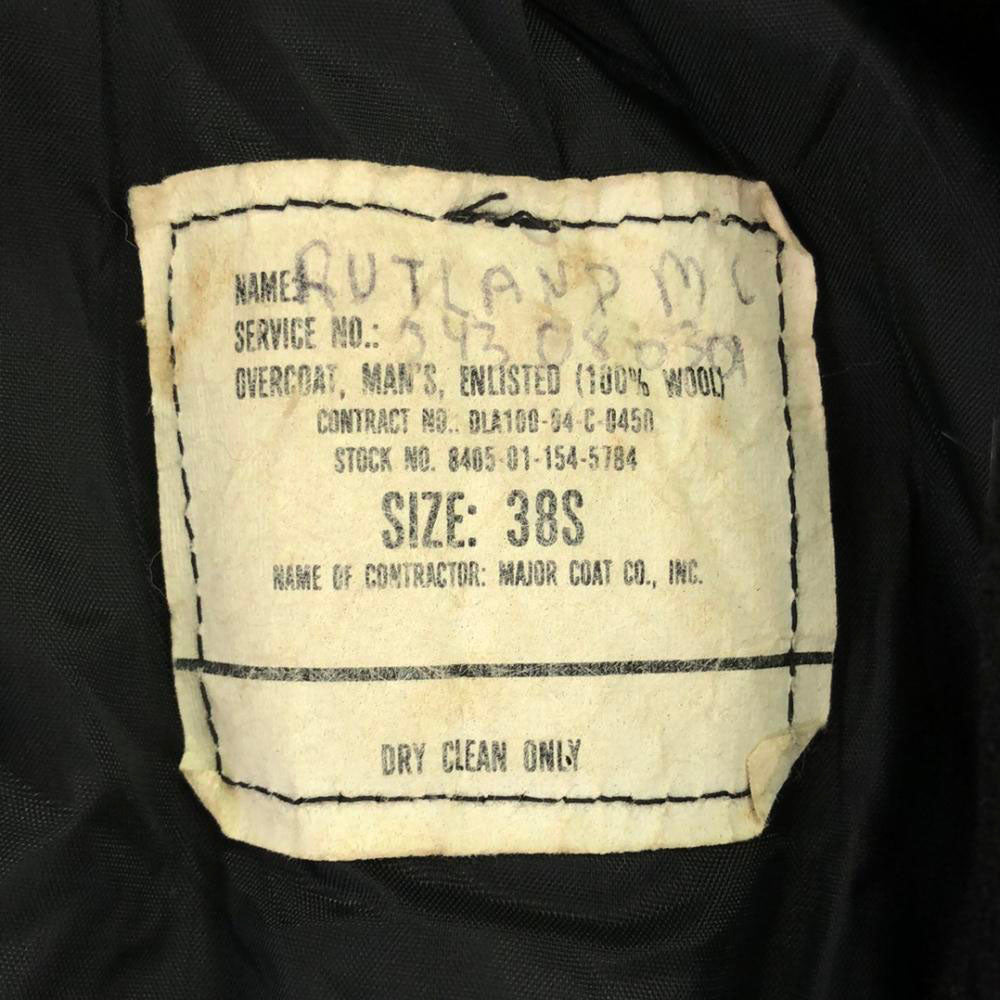 NAME: RUTLAND M C
SERVICE NO.:
OVERCOAT, MAN'S, ENLISTED (100% WOOL)
CONTRACT NO.: DLA100-84-C-0450
STOCK NO. 8405-01-154-5784
SIZE: 38S
NAME OF CONTRACTOR: MAJOR COAT CO., INC.
DRY CLEAN ONLY